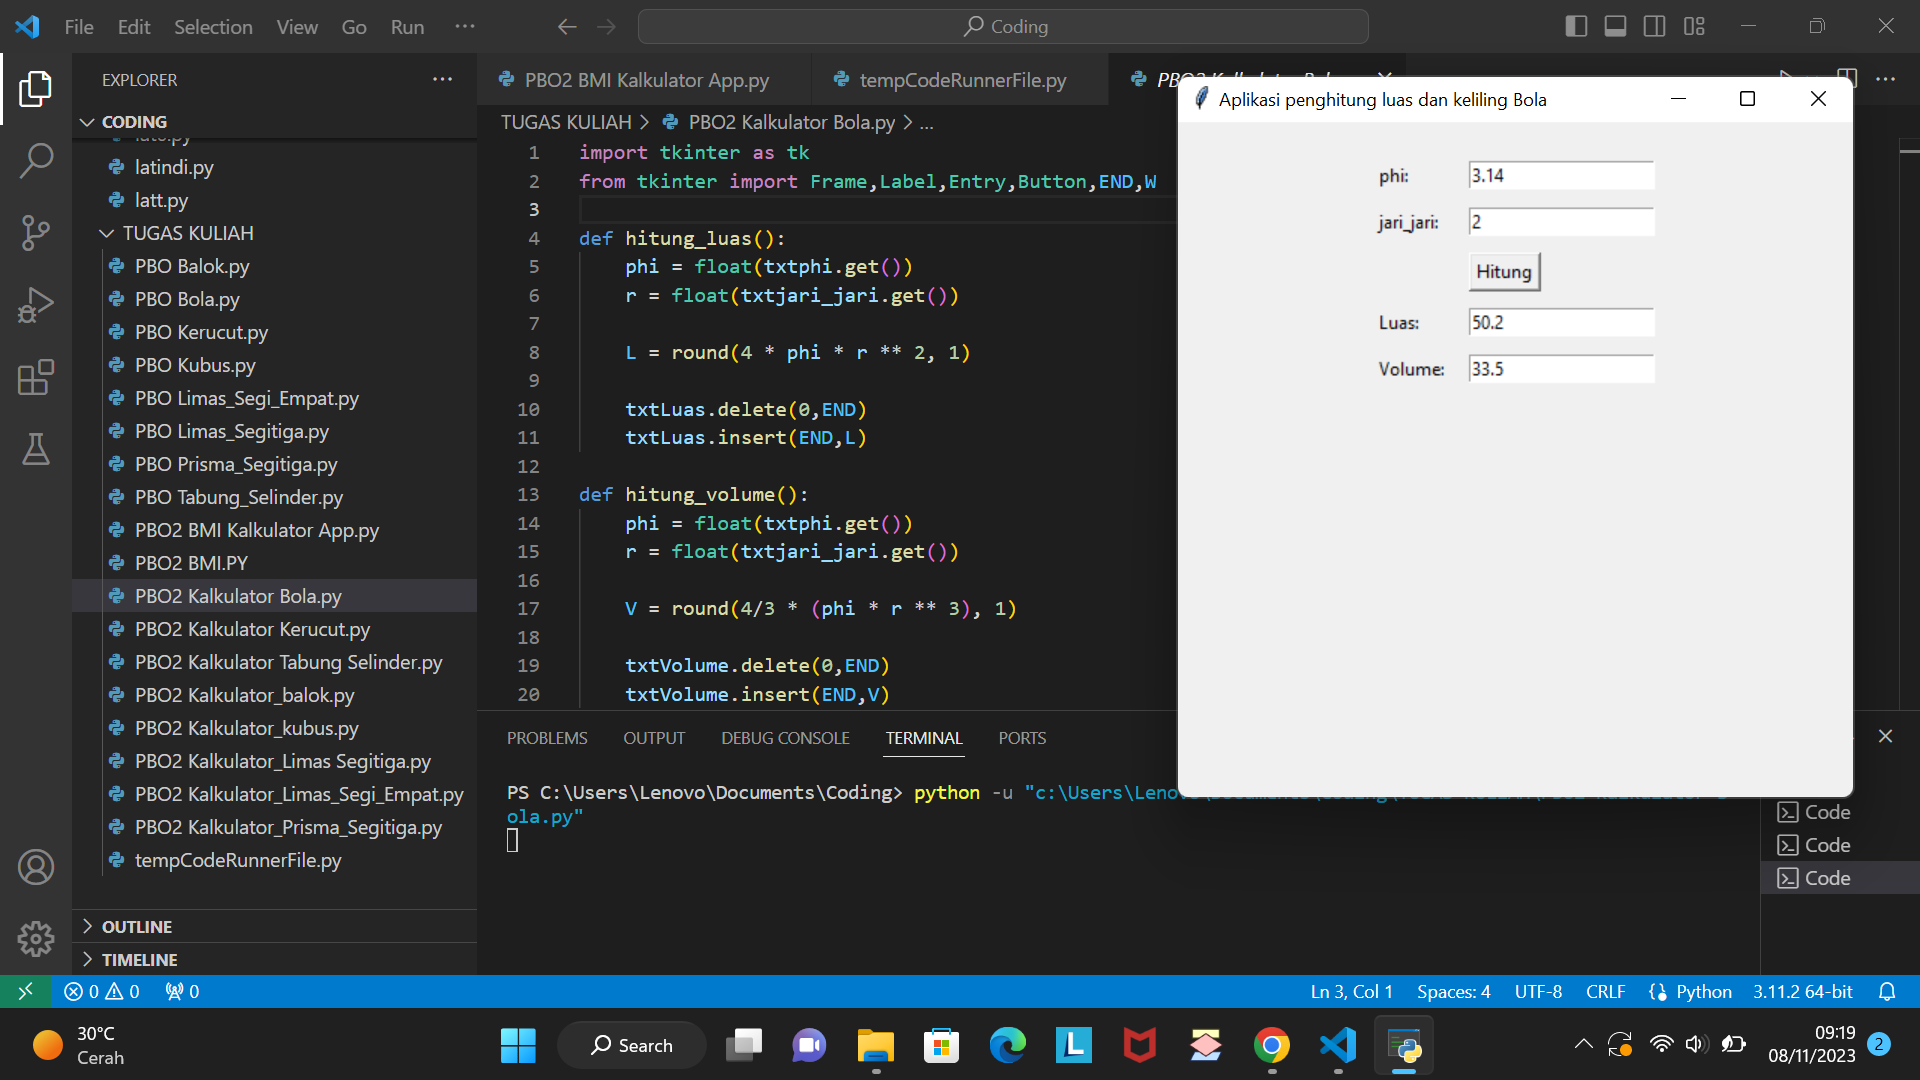 File Edit Selection View Go Run ··· Coding
EXPLORER ···
CODING
latindi.py
latt.py
TUGAS KULIAH
PBO Balok.py
PBO Bola.py
PBO Kerucut.py
PBO Kubus.py
PBO Limas_Segi_Empat.py
PBO Limas_Segitiga.py
PBO Prisma_Segitiga.py
PBO Tabung_Selinder.py
PBO2 BMI Kalkulator App.py
PBO2 BMI.PY
PBO2 Kalkulator Bola.py
PBO2 Kalkulator Kerucut.py
PBO2 Kalkulator Tabung Selinder.py
PBO2 Kalkulator_balok.py
PBO2 Kalkulator_kubus.py
PBO2 Kalkulator_Limas Segitiga.py
PBO2 Kalkulator_Limas_Segi_Empat.py
PBO2 Kalkulator_Prisma_Segitiga.py
tempCodeRunnerFile.py
OUTLINE
TIMELINE
PBO2 BMI Kalkulator App.py tempCodeRunnerFile.py
TUGAS KULIAH > PBO2 Kalkulator Bola.py > ...
1 import tkinter as tk
2 from tkinter import Frame,Label,Entry,Button,END,W
3
4 def hitung_luas():
5 phi = float(txtphi.get())
6 r = float(txtjari_jari.get())
7
8 L = round(4 * phi * r ** 2, 1)
9
10 txtLuas.delete(0,END)
11 txtLuas.insert(END,L)
12
13 def hitung_volume():
14 phi = float(txtphi.get())
15 r = float(txtjari_jari.get())
16
17 V = round(4/3 * (phi * r ** 3), 1)
18
19 txtVolume.delete(0,END)
20 txtVolume.insert(END,V)
Aplikasi penghitung luas dan keliling Bola
phi: 3.14
jari_jari: 2
Hitung
Luas: 50.2
Volume: 33.5
PROBLEMS OUTPUT DEBUG CONSOLE TERMINAL PORTS
PS C:\Users\Lenovo\Documents\Coding> python -u "c:\Users\Lenovo
ola.py"
Code
Code
Code
0 0 0
Ln 3, Col 1 Spaces: 4 UTF-8 CRLF Python 3.11.2 64-bit
30°C
Cerah
Search
09:19
08/11/2023 2